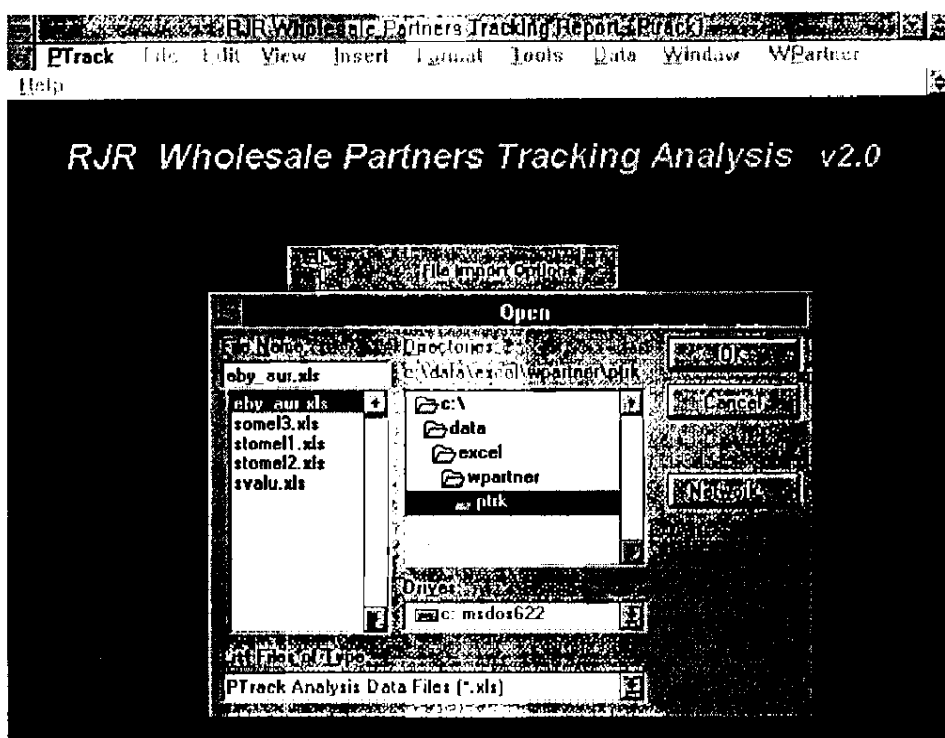 RJR Wholesale Partners Tracking Reports (Ptrack)
PTrack File Edit View Insert Format Tools Data Window WPartner
Help
RJR Wholesale Partners Tracking Analysis v2.0
File Import Options
Open
File Name
Directories:
OK
eby_aur.xls
c:\data\excel\wpartner\ptrk
Cancel
eby_aur.xls
somel3.xls
stomel1.xls
stomel2.xls
svalu.xls
c:\
data
excel
wpartner
ptrk
Network
Drives:
c: msdos622
List Files of Type
PTrack Analysis Data Files (*.xls)